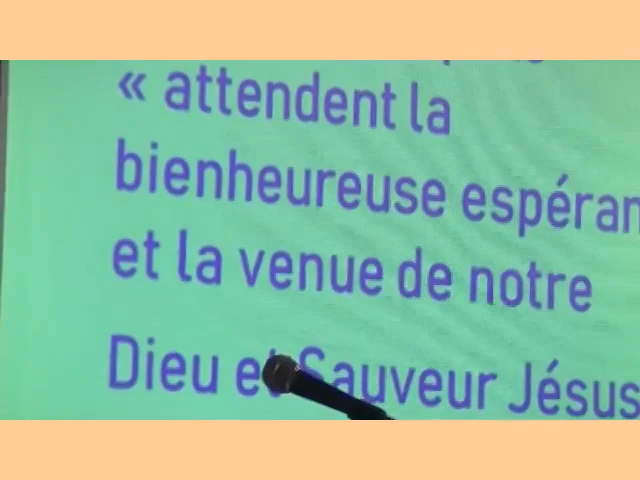 « attendent la
bienheureuse espéran
et la venue de notre
Dieu et Sauveur Jésus